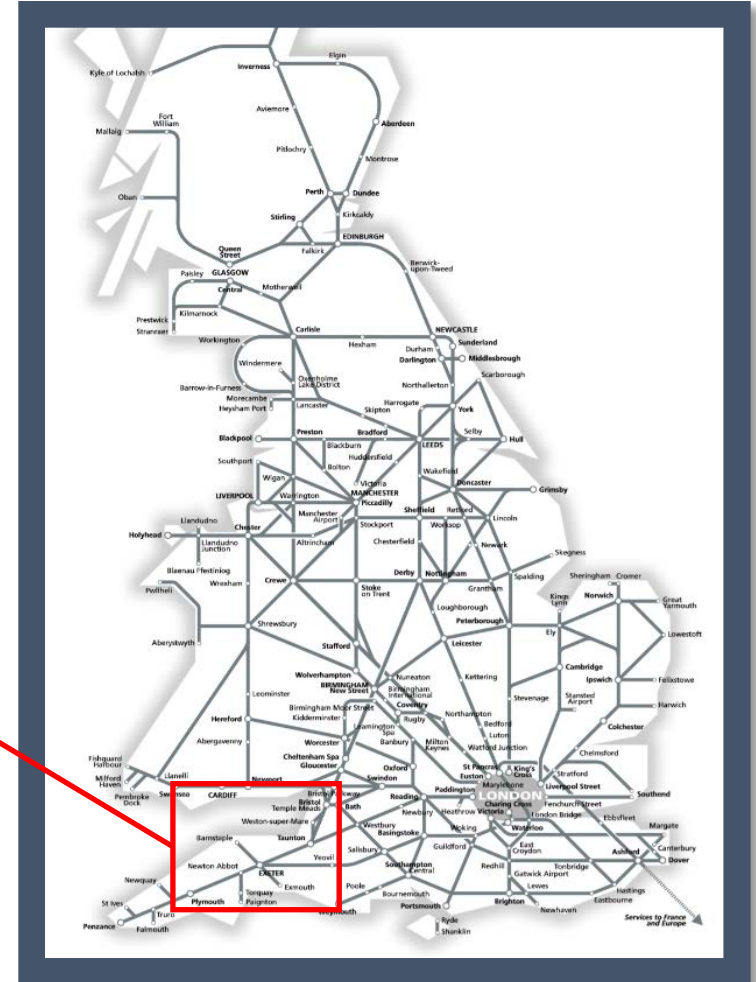 Elgin
Inverness
Kyle of Lochalsh
Aviemore
Fort
William
Aberdeen
Mallaig
Pitlochry
Montrose
Perth
Dundee
Oban
Stirling
Kirkcaldy
EDINBURGH
Queen
Street
Falkirk
Berwick-
upon-Tweed
Paisley
GLASGOW
Central
Motherwell
Prestwick
Kilmarnock
Stranraer
Carlisle
NEWCASTLE
Workington
Hexham
Sunderland
Durham
Darlington
Middlesbrough
Windermere
Scarborough
Oxenholme
Lake District
Northallerton
Barrow-in-Furness
Morecambe
Heysham Port
Lancaster
Harrogate
York
Skipton
Blackpool
Preston
Bradford
Selby
Hull
Blackburn
LEEDS
Huddersfield
Southport
Bolton
Wakefield
Wigan
Victoria
Doncaster
Grimsby
LIVERPOOL
Warrington
MANCHESTER
Piccadilly
Manchester
Airport
Sheffield
Retford
Llandudno
Stockport
Worksop
Lincoln
Holyhead
Chester
Llandudno
Junction
Altrincham
Chesterfield
Newark
Skegness
Blaenau Ffestiniog
Derby
Nottingham
Pwllheli
Wrexham
Crewe
Stoke
on Trent
Grantham
Spalding
Sheringham
Cromer
Loughborough
Kings
Lynn
Norwich
Great
Yarmouth
Shrewsbury
Peterborough
Aberystwyth
Ely
Lowestoft
Stafford
Leicester
Wolverhampton
Cambridge
BIRMINGHAM
New Street
Nuneaton
Kettering
Birmingham
International
Ipswich
Felixstowe
Leominster
Birmingham Moor Street
Coventry
Stevenage
Stansted
Airport
Harwich
Hereford
Kidderminster
Rugby
Northampton
Leamington
Spa
Bedford
Colchester
Abergavenny
Worcester
Banbury
Milton
Keynes
Luton
Cheltenham Spa
Watford Junction
Chelmsford
Fishguard
Harbour
Gloucester
Oxford
St Pancras
King's
Cross
Stratford
Milford
Haven
Llanelli
Newport
Swindon
Euston
Marylebone
Liverpool Street
Pembroke
Dock
Swansea
CARDIFF
Bristol Parkway
Paddington
LONDON
Southend
Bristol
Temple Meads
Bath
Reading
Charing Cross
Fenchurch Street
Weston-super-Mare
Newbury
Heathrow
Victoria
London Bridge
Ebbsfleet
Barnstaple
Taunton
Westbury
Basingstoke
Woking
Waterloo
Margate
Newton Abbot
Yeovil
Salisbury
Guildford
East
Croydon
Canterbury
Ashford
Dover
Newquay
EXETER
Southampton
Central
Redhill
Tonbridge
Gatwick Airport
St Ives
Exmouth
Poole
Lewes
Hastings
Torquay
Paignton
Bournemouth
Eastbourne
Truro
Plymouth
Weymouth
Portsmouth
Brighton
Newhaven
Penzance
Falmouth
Ryde
Shanklin
Services to France
and Europe